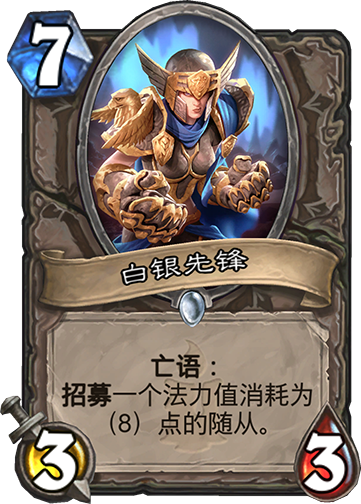 7
白银先锋
亡语：
招募一个法力值消耗为
（8）点的随从。
3
3